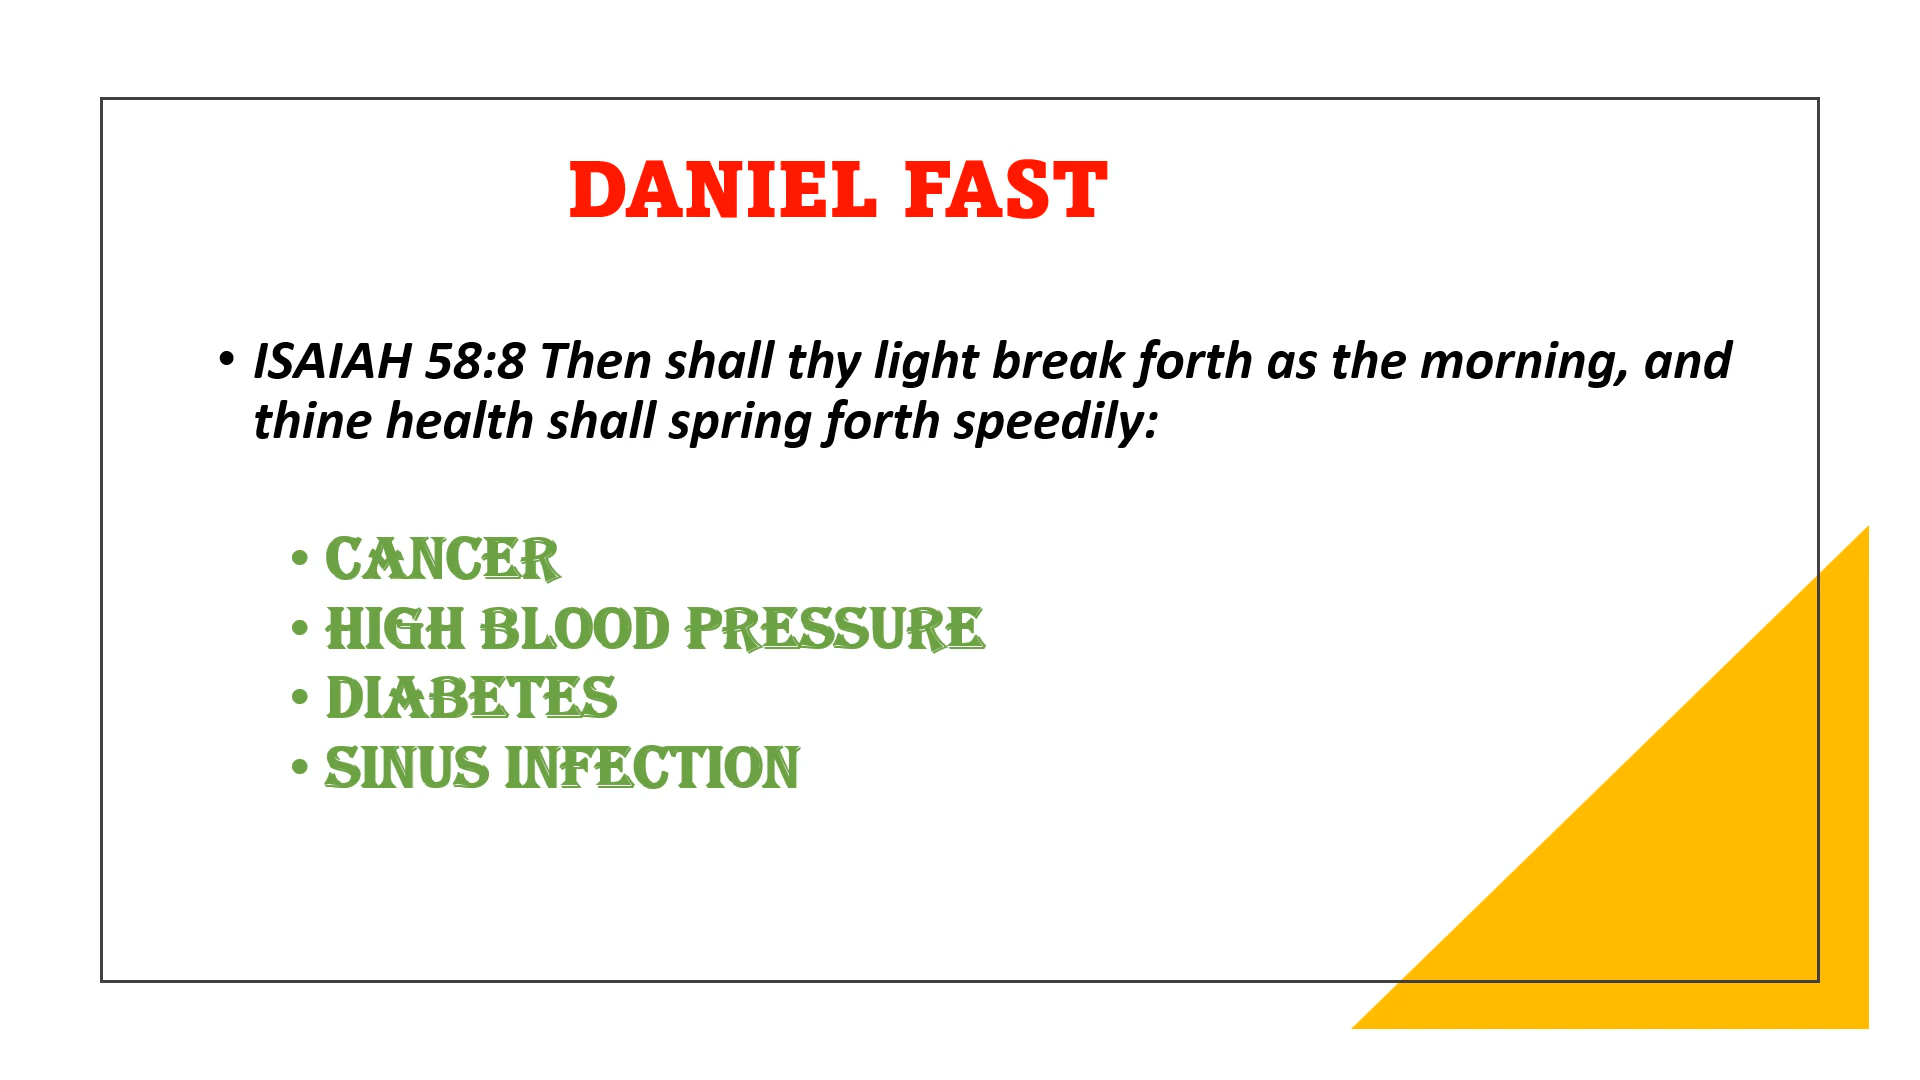 DANIEL FAST
• ISAIAH 58:8 Then shall thy light break forth as the morning, and
thine health shall spring forth speedily:
• CANCER
• HIGH BLOOD PRESSURE
• DIABETES
• SINUS INFECTION